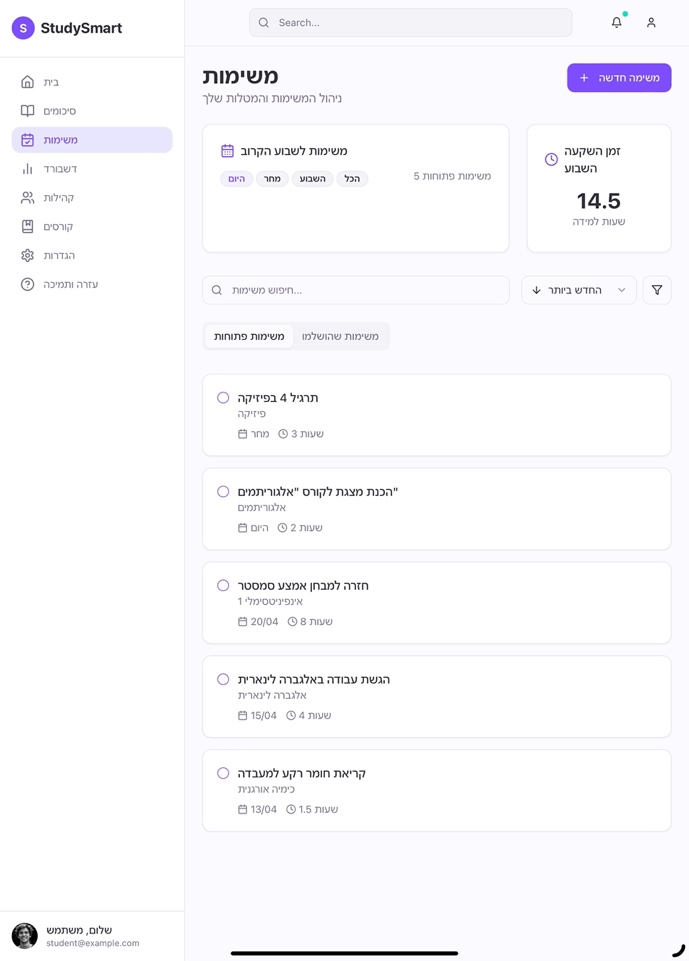 S StudySmart
Search...
בית
סיכומים
משימות
דשבורד
קהילות
קורסים
הגדרות
עזרה ותמיכה
משימות
ניהול המשימות והמטלות שלך
+ משימה חדשה
משימות לשבוע הקרוב
היום
מחר
השבוע
הכל
משימות פתוחות 5
זמן השקעה
השבוע
14.5
שעות למידה
חיפוש משימות...
החדש ביותר
משימות פתוחות
משימות שהושלמו
תרגיל 4 בפיזיקה
פיזיקה
מחר
שעות 3
הכנת מצגת לקורס "אלגוריתמים"
אלגוריתמים
היום
שעות 2
חזרה למבחן אמצע סמסטר
אינפיניטסימלי 1
20/04
שעות 8
הגשת עבודה באלגברה לינארית
אלגברה לינארית
15/04
שעות 4
קריאת חומר רקע למעבדה
כימיה אורגנית
13/04
שעות 1.5
שלום, משתמש
student@example.com